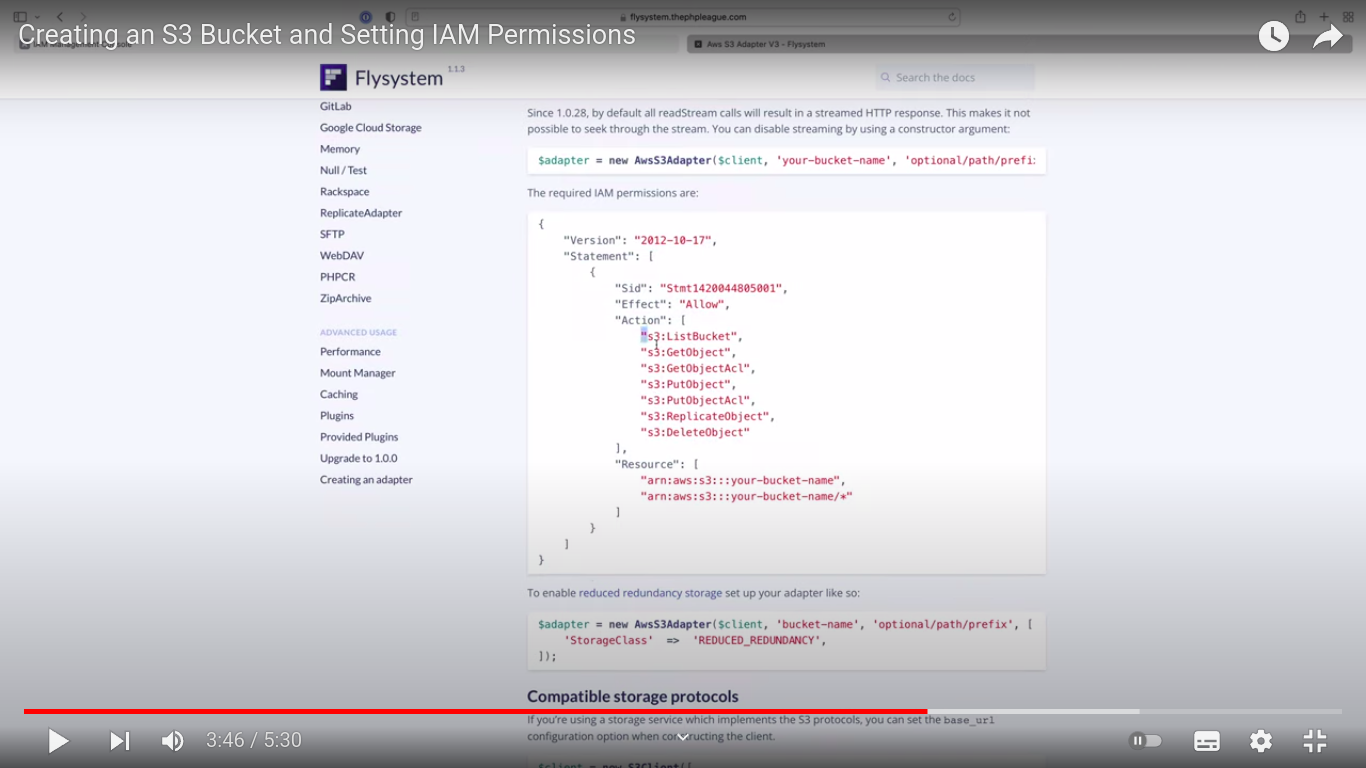 flysystem.thephpleague.com
Creating an S3 Bucket and Setting IAM Permissions
Aws S3 Adapter V3 - Flysystem
Flysystem 1.1.3
Search the docs
GitLab
Google Cloud Storage
Memory
Null / Test
Rackspace
ReplicateAdapter
SFTP
WebDAV
PHPCR
ZipArchive
ADVANCED USAGE
Performance
Mount Manager
Caching
Plugins
Provided Plugins
Upgrade to 1.0.0
Creating an adapter
Since 1.0.28, by default all readStream calls will result in a streamed HTTP response. This makes it not
possible to seek through the stream. You can disable streaming by using a constructor argument:
$adapter = new AwsS3Adapter($client, 'your-bucket-name', 'optional/path/prefix
The required IAM permissions are:
{
"Version": "2012-10-17",
"Statement": [
{
"Sid": "Stmt1420044805001",
"Effect": "Allow",
"Action": [
"s3:ListBucket",
"s3:GetObject",
"s3:GetObjectAcl",
"s3:PutObject",
"s3:PutObjectAcl",
"s3:ReplicateObject",
"s3:DeleteObject"
],
"Resource": [
"arn:aws:s3:::your-bucket-name",
"arn:aws:s3:::your-bucket-name/*"
]
}
]
}
To enable reduced redundancy storage set up your adapter like so:
$adapter = new AwsS3Adapter($client, 'bucket-name', 'optional/path/prefix', [
'StorageClass' => 'REDUCED_REDUNDANCY',
]);
Compatible storage protocols
If you're using a storage service which implements the S3 protocols, you can set the base_url
configuration option when constructing the client.
$client = new S3Client([
3:46 / 5:30